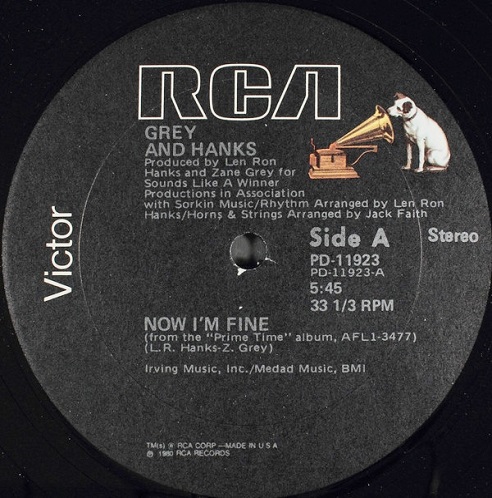 RCA
GREY
AND HANKS
Produced by Len Ron
Hanks and Zane Grey for
Sounds Like A Winner
Productions in Association
with Sorkin Music/Rhythm Arranged by Len Ron
Hanks/Horns & Strings Arranged by Jack Faith
Victor
Side A
Stereo
PD-11923
PD-11923-A
5:45
33 1/3 RPM
NOW I'M FINE
(from the "Prime Time" album, AFL1-3477)
(L.R. Hanks-Z. Grey)
Irving Music, Inc./Medad Music, BMI
TM(s) ® RCA CORP—MADE IN U S A
℗ 1980 RCA RECORDS